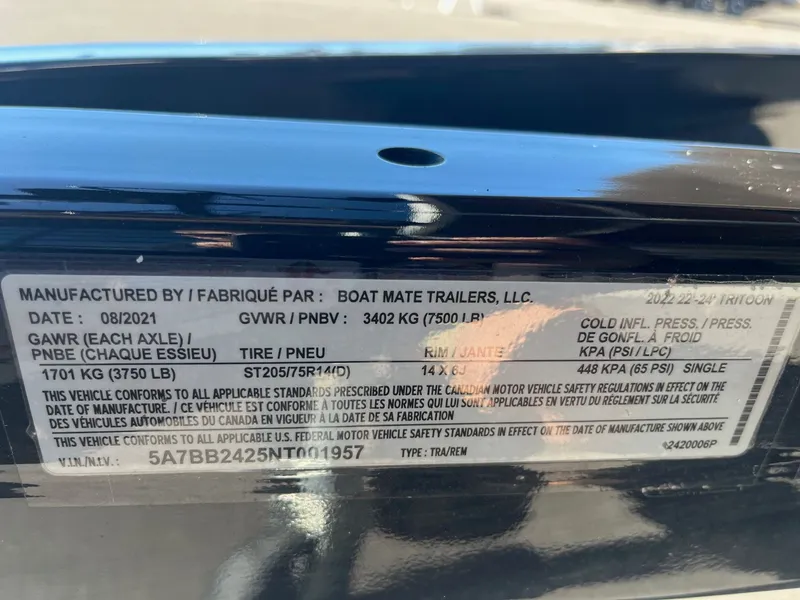 MANUFACTURED BY / FABRIQUÉ PAR : BOAT MATE TRAILERS, LLC. 2022 22'-24' TRITOON
DATE : 08/2021 GVWR / PNBV : 3402 KG (7500 LB) COLD INFL. PRESS. / PRESS.
GAWR (EACH AXLE) / DE GONFL. À FROID
PNBE (CHAQUE ESSIEU) TIRE / PNEU RIM / JANTE KPA (PSI / LPC)
1701 KG (3750 LB) ST205/75R14(D) 14 X 6J 448 KPA (65 PSI) SINGLE
THIS VEHICLE CONFORMS TO ALL APPLICABLE STANDARDS PRESCRIBED UNDER THE CANADIAN MOTOR VEHICLE SAFETY REGULATIONS IN EFFECT ON THE
DATE OF MANUFACTURE. / CE VÉHICULE EST CONFORME À TOUTES LES NORMES QUI LUI SONT APPLICABLES EN VERTU DU RÈGLEMENT SUR LA SÉCURITÉ
DES VÉHICULES AUTOMOBILES DU CANADA EN VIGUEUR À LA DATE DE SA FABRICATION
THIS VEHICLE CONFORMS TO ALL APPLICABLE U.S. FEDERAL MOTOR VEHICLE SAFETY STANDARDS IN EFFECT ON THE DATE OF MANUFACTURE SHOWN ABOVE
V.I.N./N.I.V.: 5A7BB2425NT001957 TYPE : TRA/REM 2420006P